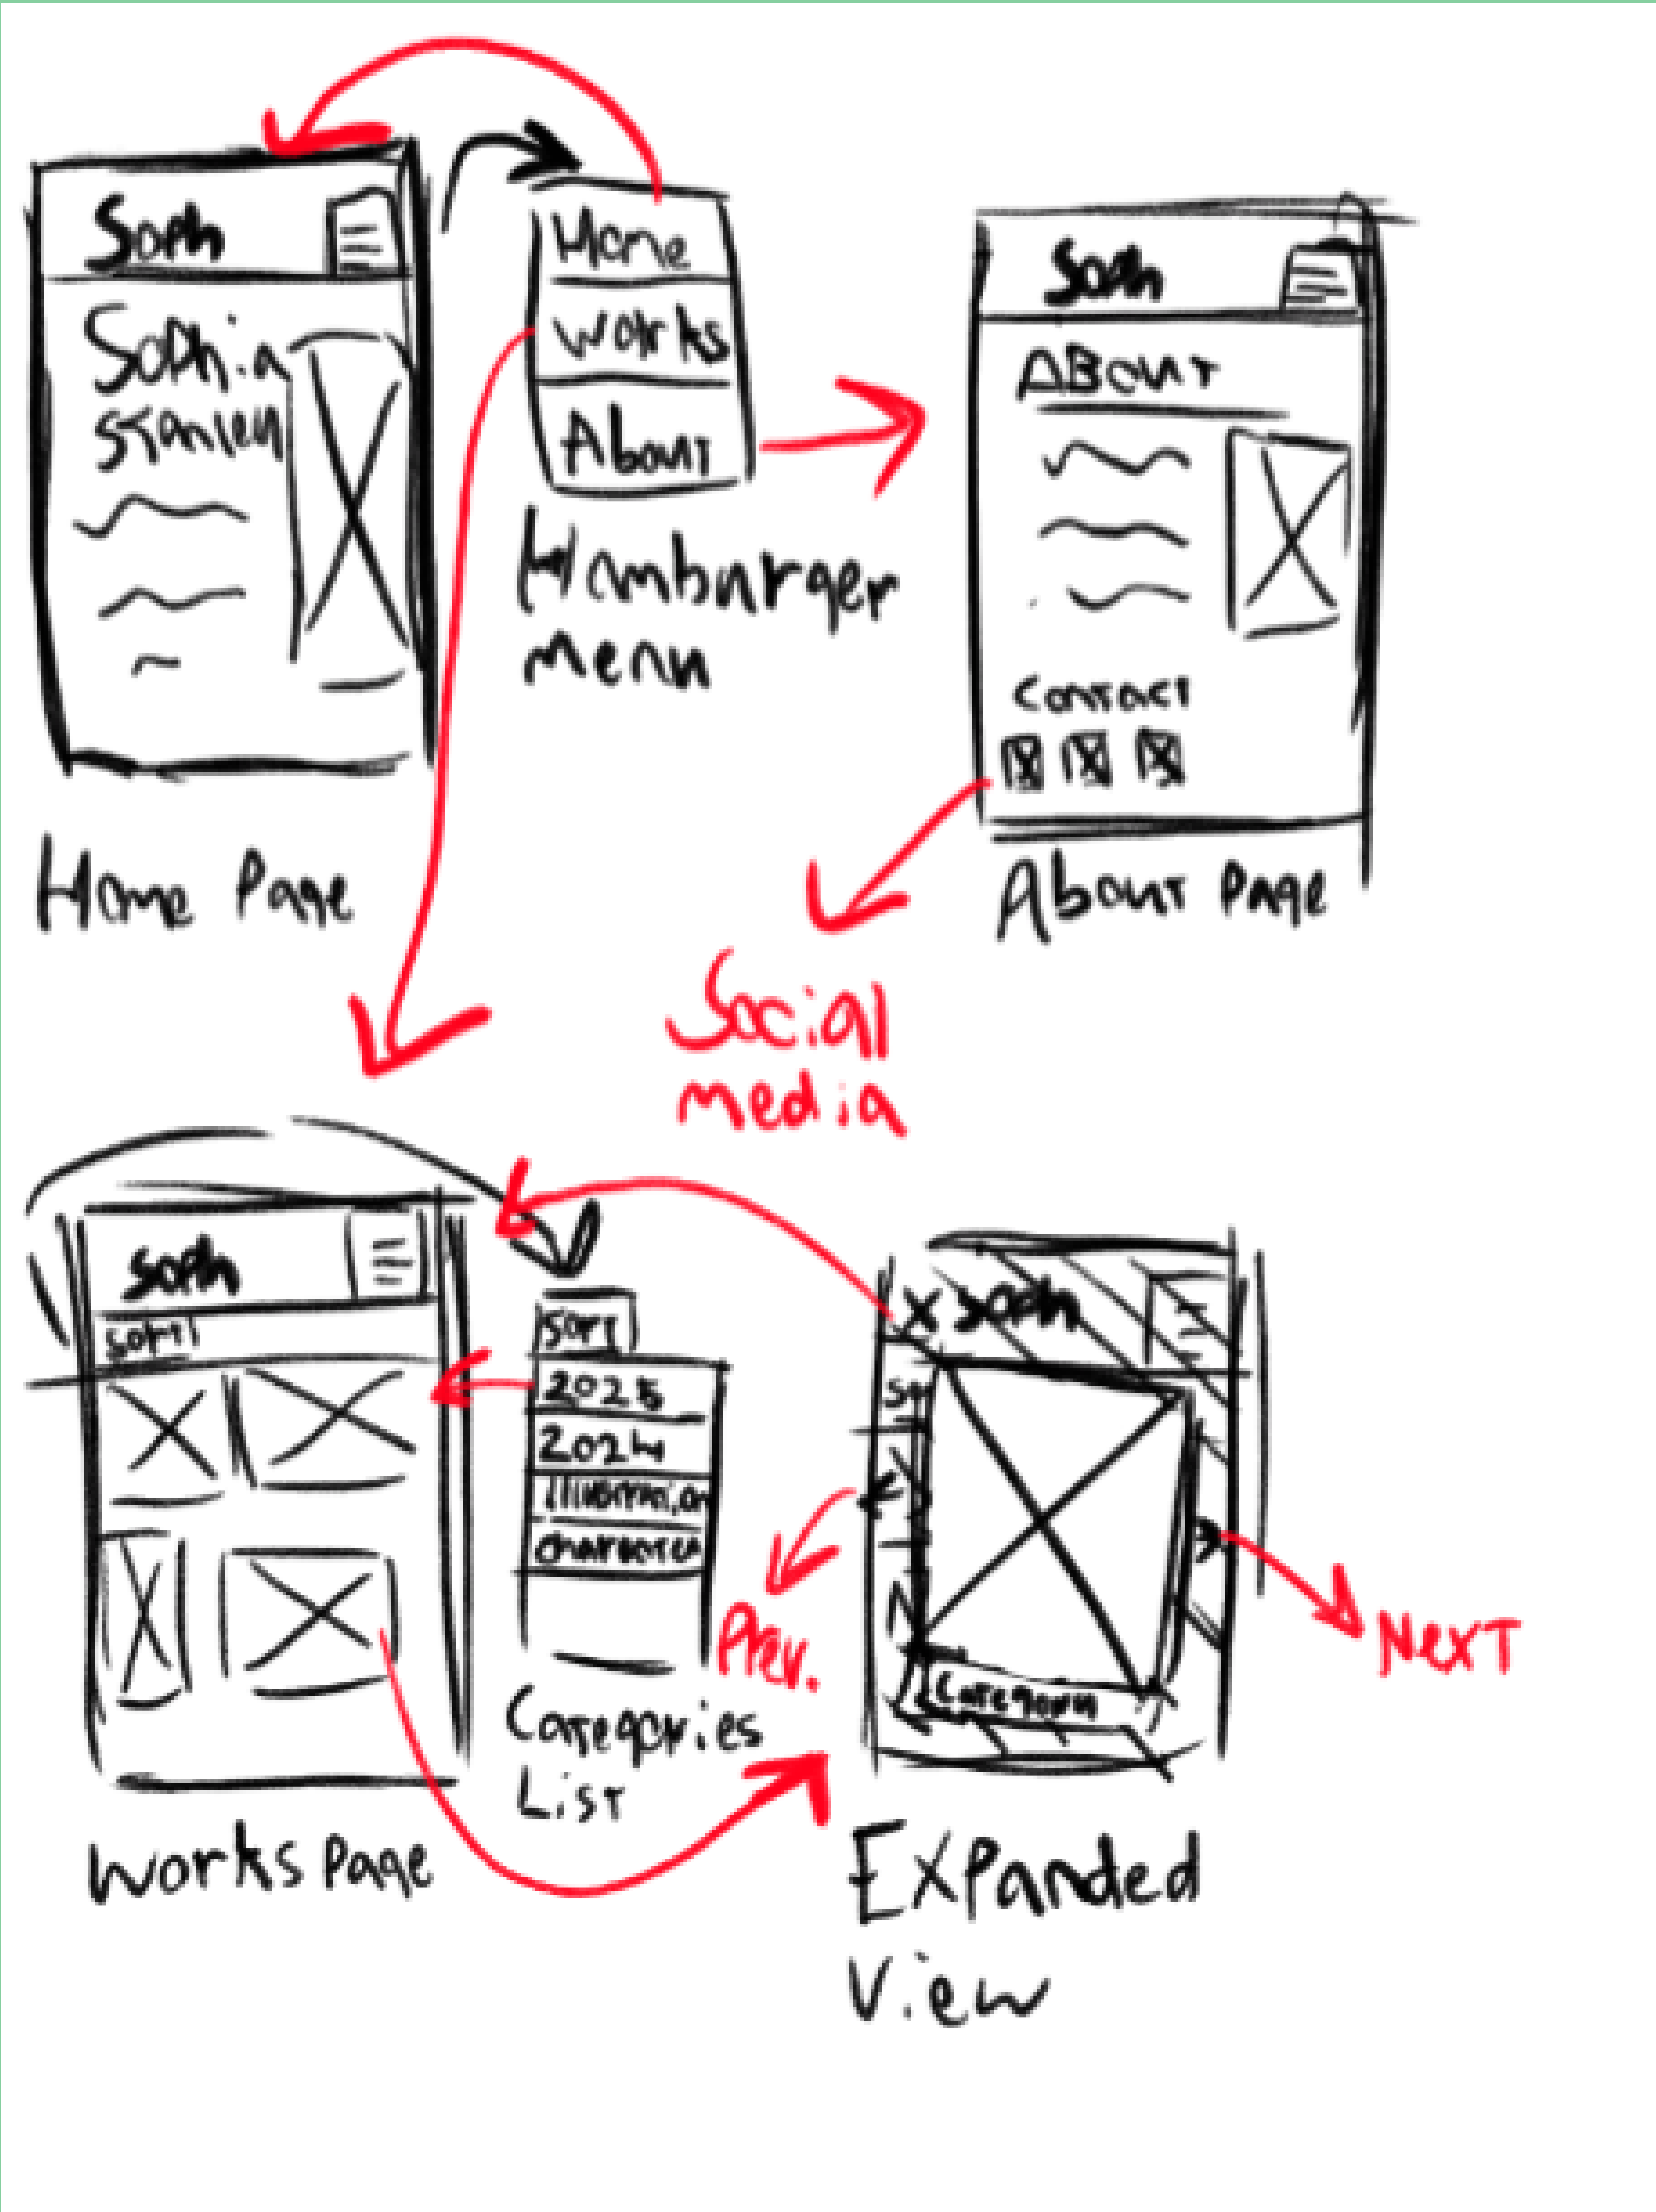 Soph
Sophia
Stanley
Home Page
Home
Works
About
Hamburger
Menu
Soph
ABOUT
Contact
About Page
Social
media
Soph
sort
Works Page
sort
2025
2024
illustration
Categories
List
Prev.
X Soph
Category
NEXT
Expanded
View